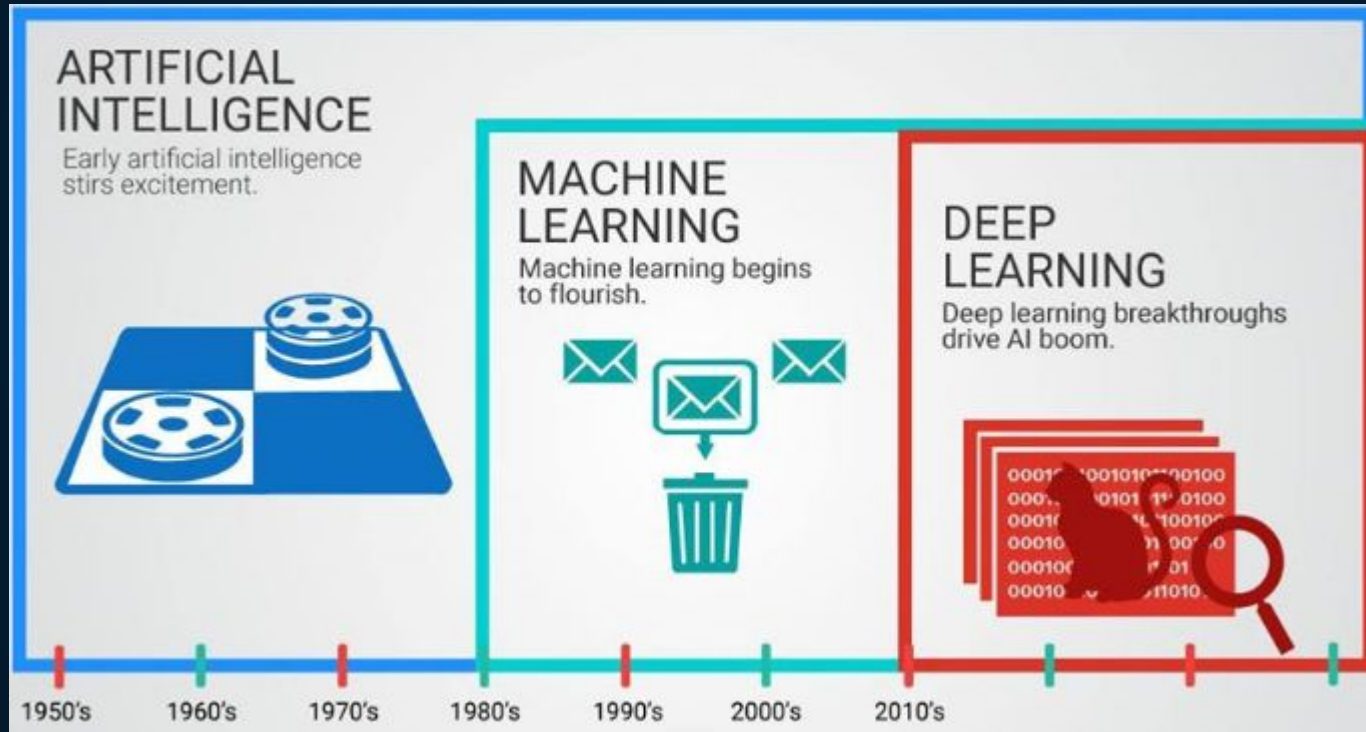 ARTIFICIAL
INTELLIGENCE
Early artificial intelligence
stirs excitement.
MACHINE
LEARNING
Machine learning begins
to flourish.
DEEP
LEARNING
Deep learning breakthroughs
drive AI boom.
1950's 1960's 1970's 1980's 1990's 2000's 2010's